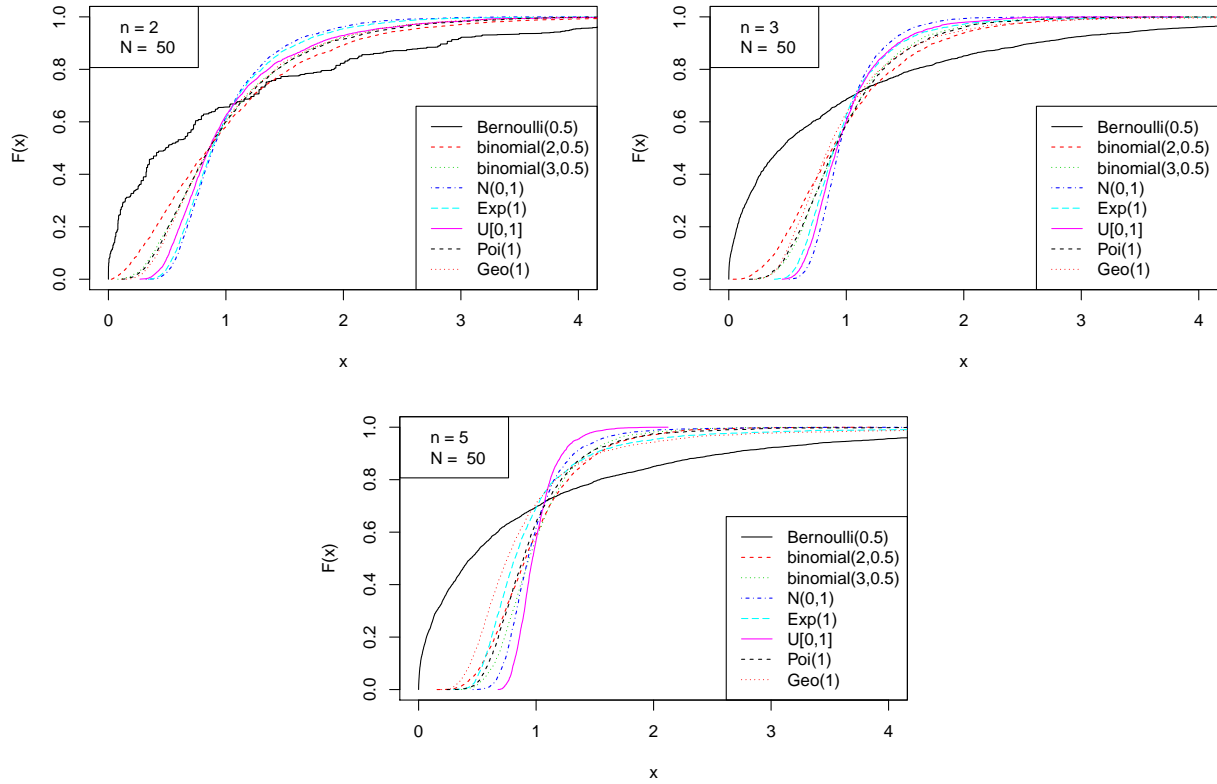 n = 2
N = 50
F(x)
0.0 0.2 0.4 0.6 0.8 1.0
Bernoulli(0.5)
binomial(2,0.5)
binomial(3,0.5)
N(0,1)
Exp(1)
U[0,1]
Poi(1)
Geo(1)
0 1 2 3 4
x
n = 3
N = 50
F(x)
0.0 0.2 0.4 0.6 0.8 1.0
Bernoulli(0.5)
binomial(2,0.5)
binomial(3,0.5)
N(0,1)
Exp(1)
U[0,1]
Poi(1)
Geo(1)
0 1 2 3 4
x
n = 5
N = 50
F(x)
0.0 0.2 0.4 0.6 0.8 1.0
Bernoulli(0.5)
binomial(2,0.5)
binomial(3,0.5)
N(0,1)
Exp(1)
U[0,1]
Poi(1)
Geo(1)
0 1 2 3 4
x